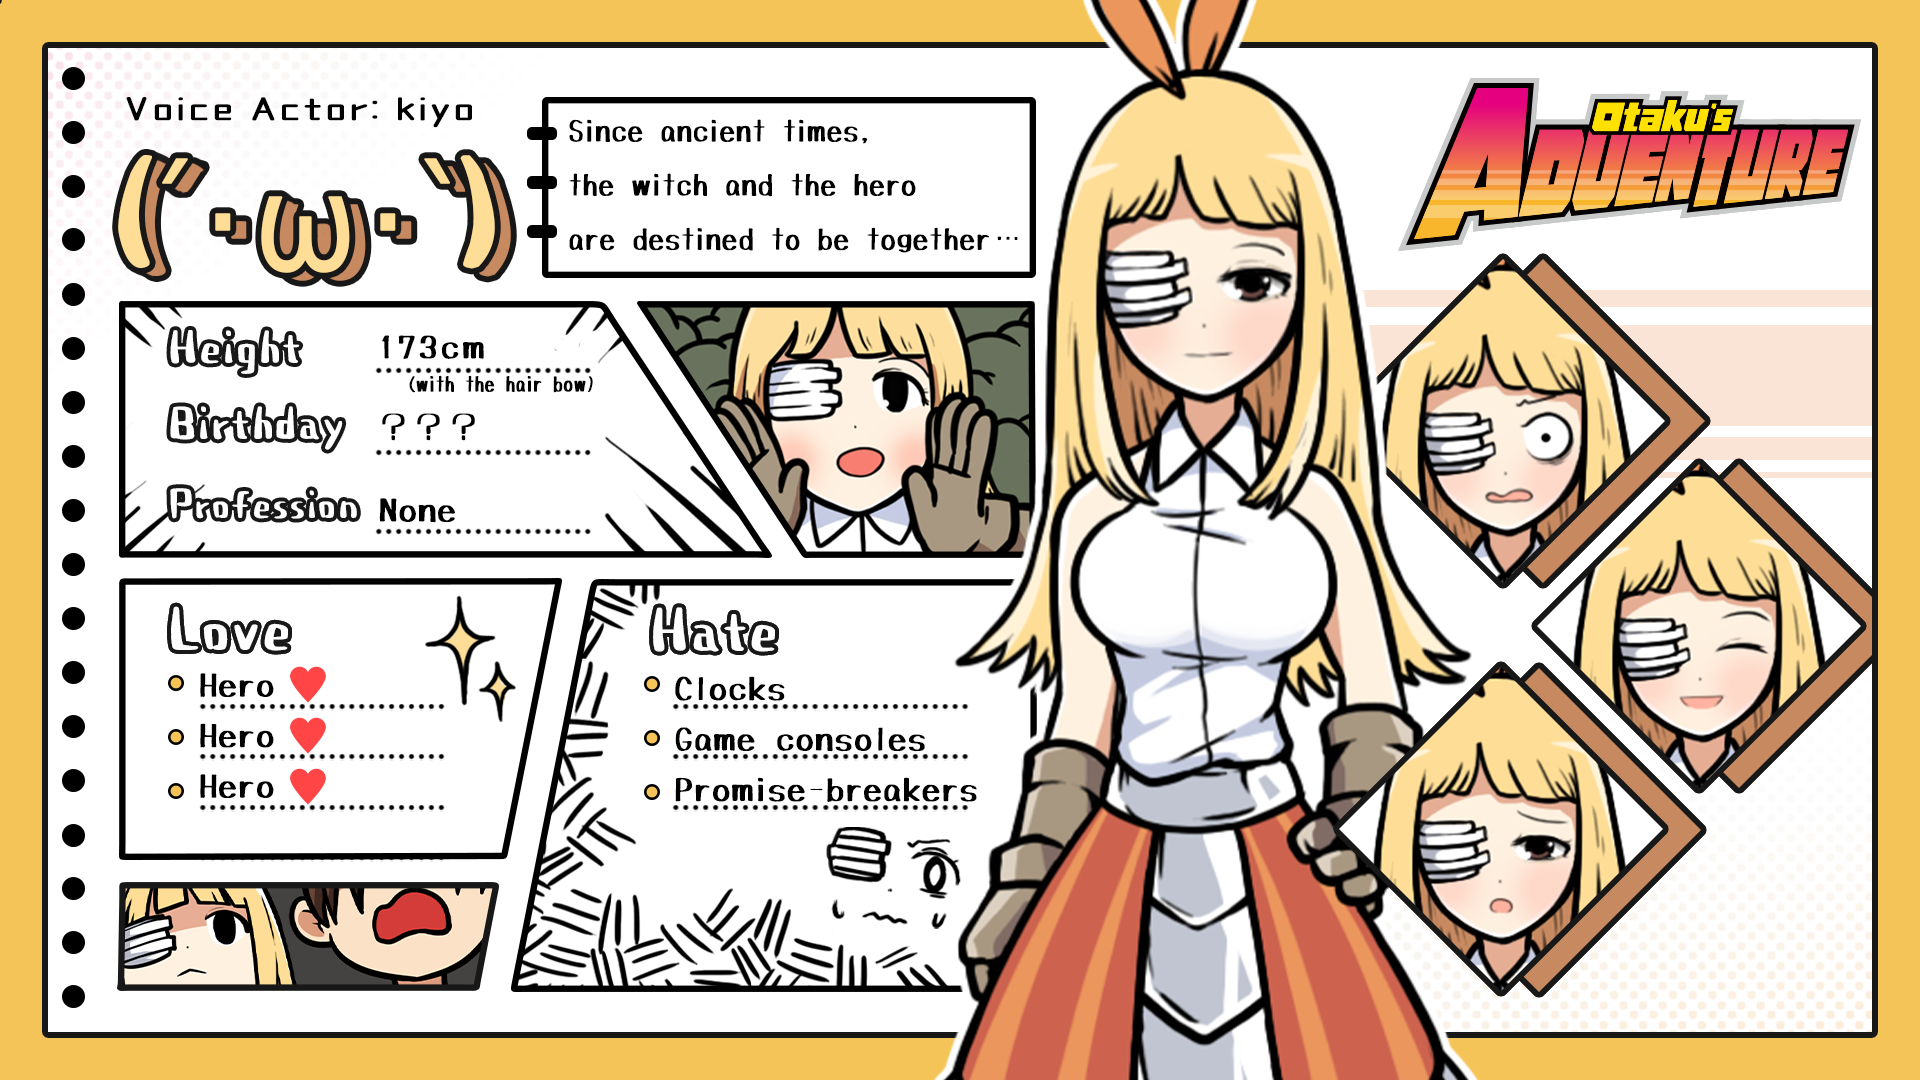 Voice Actor: kiyo
(´·ω·`)
Since ancient times,
the witch and the hero
are destined to be together…
Otaku's
ADVENTURE
Height 173cm
(with the hair bow)
Birthday ???
Profession None
Love
Hero ♥
Hero ♥
Hero ♥
Hate
Clocks
Game consoles
Promise-breakers